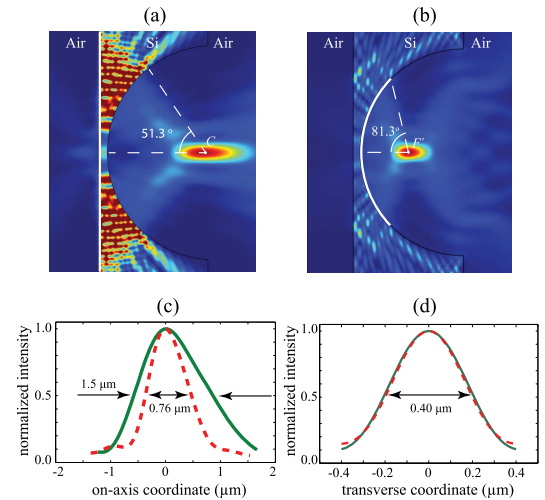 (a)
(b)
Air
Si
Air
Air
Si
Air
51.3 °
C
81.3°
F'
(c)
(d)
normalized intensity
1.0
0.5
0.0
1.5 µm
0.76 µm
-2
-1
0
1
2
on-axis coordinate (µm)
normalized intensity
1.0
0.5
0.0
0.40 µm
-0.4
-0.2
0
0.2
0.4
transverse coordinate (µm)